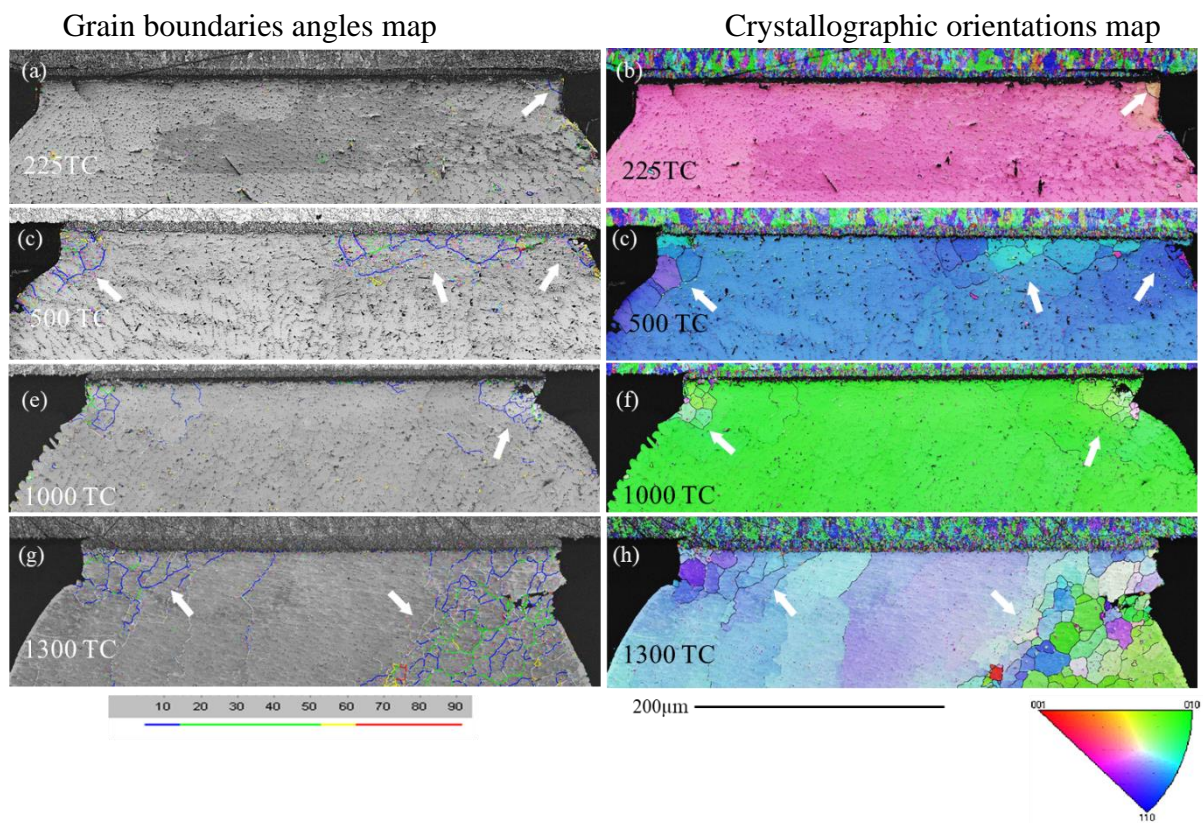 Grain boundaries angles map
Crystallographic orientations map
(a)
225TC
(b)
225TC
(c)
500 TC
(c)
500 TC
(e)
1000 TC
(f)
1000 TC
(g)
1300 TC
(h)
1300 TC
10 20 30 40 50 60 70 80 90
200µm
001
010
110